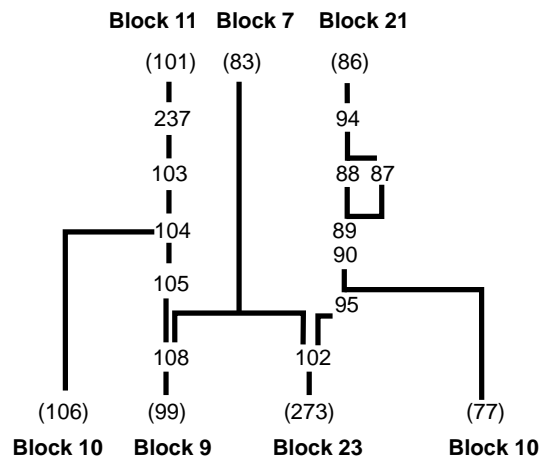 Block 11 Block 7 Block 21
(101) (83) (86)
237 94
103 88 87
104 89
90
105 95
108 102
(106) (99) (273) (77)
Block 10 Block 9 Block 23 Block 10